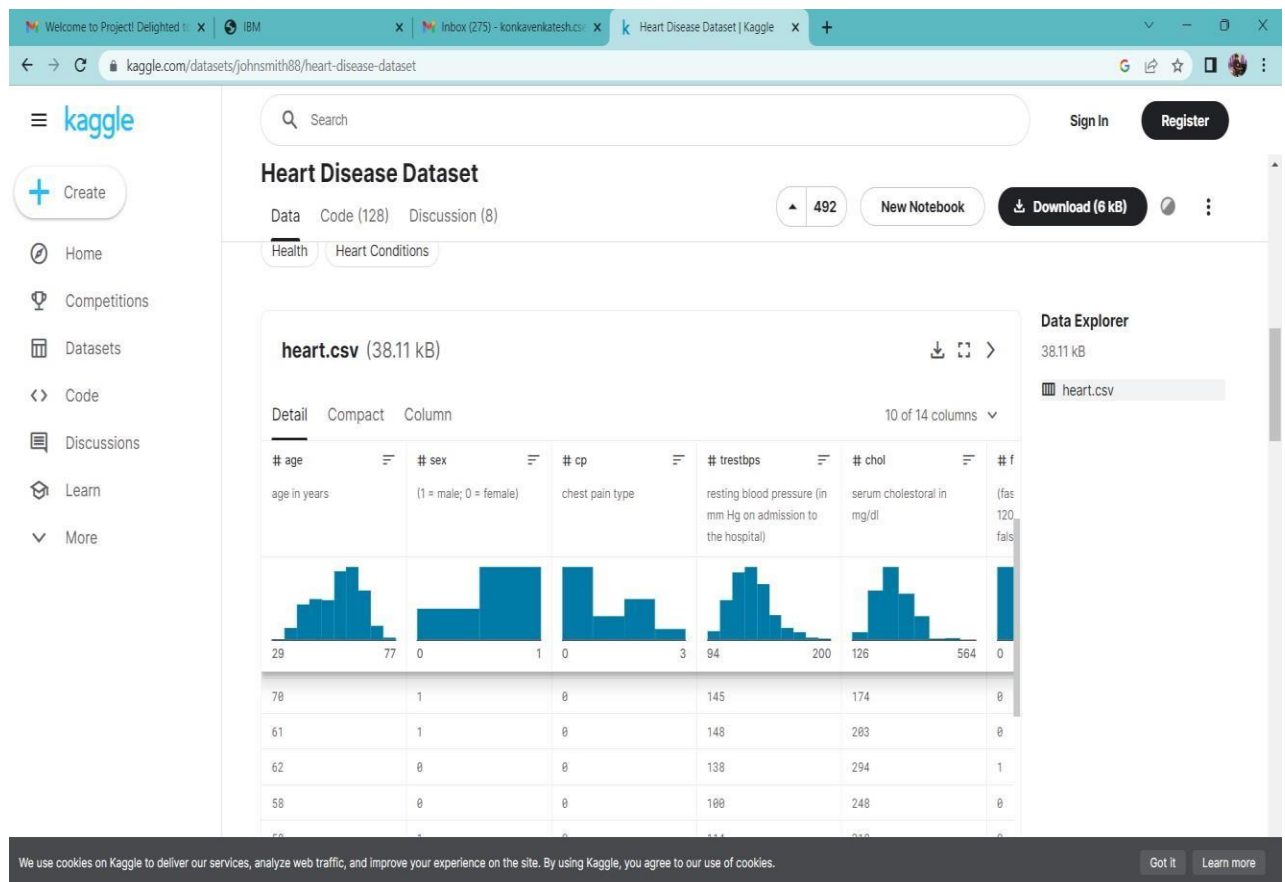 Welcome to Project! Delighted t
IBM
Inbox (275) - konkavenkatesh.cse
Heart Disease Dataset | Kaggle
kaggle.com/datasets/johnsmith88/heart-disease-dataset
kaggle
Search
Sign In
Register
Create
Home
Competitions
Datasets
Code
Discussions
Learn
More
Heart Disease Dataset
Data Code (128) Discussion (8)
492
New Notebook
Download (6 kB)
Health Heart Conditions
heart.csv (38.11 kB)
Detail Compact Column
10 of 14 columns
# age # sex # cp # trestbps # chol # f
age in years
(1 = male; 0 = female)
chest pain type
resting blood pressure (in
mm Hg on admission to
the hospital)
serum cholestoral in
mg/dl
(fas
120
fals
29 77 0 1 0 3 94 200 126 564 0
70 1 0 145 174 0
61 1 0 148 203 0
62 0 0 138 294 1
58 0 0 100 248 0
Data Explorer
38.11 kB
heart.csv
We use cookies on Kaggle to deliver our services, analyze web traffic, and improve your experience on the site. By using Kaggle, you agree to our use of cookies.
Got it
Learn more